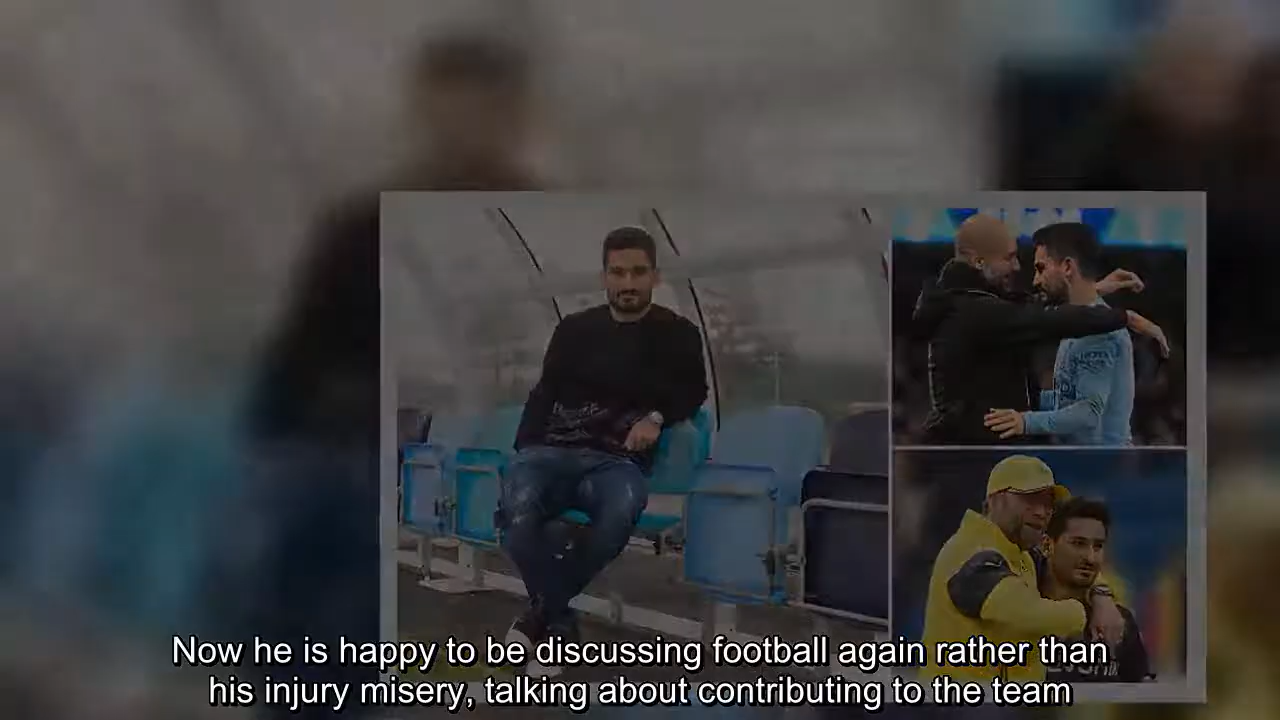 Now he is happy to be discussing football again rather than
his injury misery, talking about contributing to the team